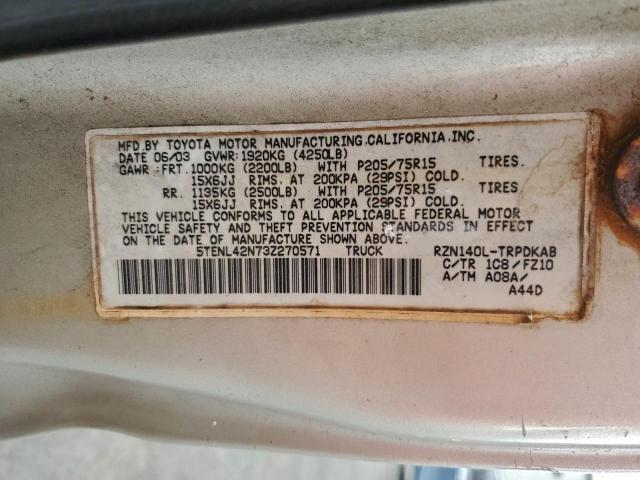 MFD.BY TOYOTA MOTOR MANUFACTURING,CALIFORNIA,INC.
DATE 06/03 GVWR:1920KG (4250LB)
GAWR :FRT.1000KG (2200LB) WITH P205/75R15 TIRES.
15X6JJ RIMS. AT 200KPA (29PSI) COLD.
RR. 1135KG (2500LB) WITH P205/75R15 TIRES
15X6JJ RIMS. AT 200KPA (29PSI) COLD.
THIS VEHICLE CONFORMS TO ALL APPLICABLE FEDERAL MOTOR
VEHICLE SAFETY AND THEFT PREVENTION STANDARDS IN EFFECT
ON THE DATE OF MANUFACTURE SHOWN ABOVE.
5TENL42N73Z270571 TRUCK RZN140L-TRPDKAB
C/TR 1C8/FZ10
A/TM A08A/
A44D